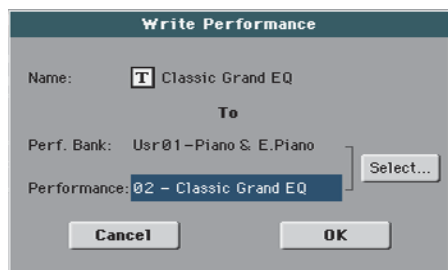 Write Performance
Name: T Classic Grand EQ
To
Perf. Bank: Usr01-Piano & E.Piano
Select...
Performance: 02 - Classic Grand EQ
Cancel OK